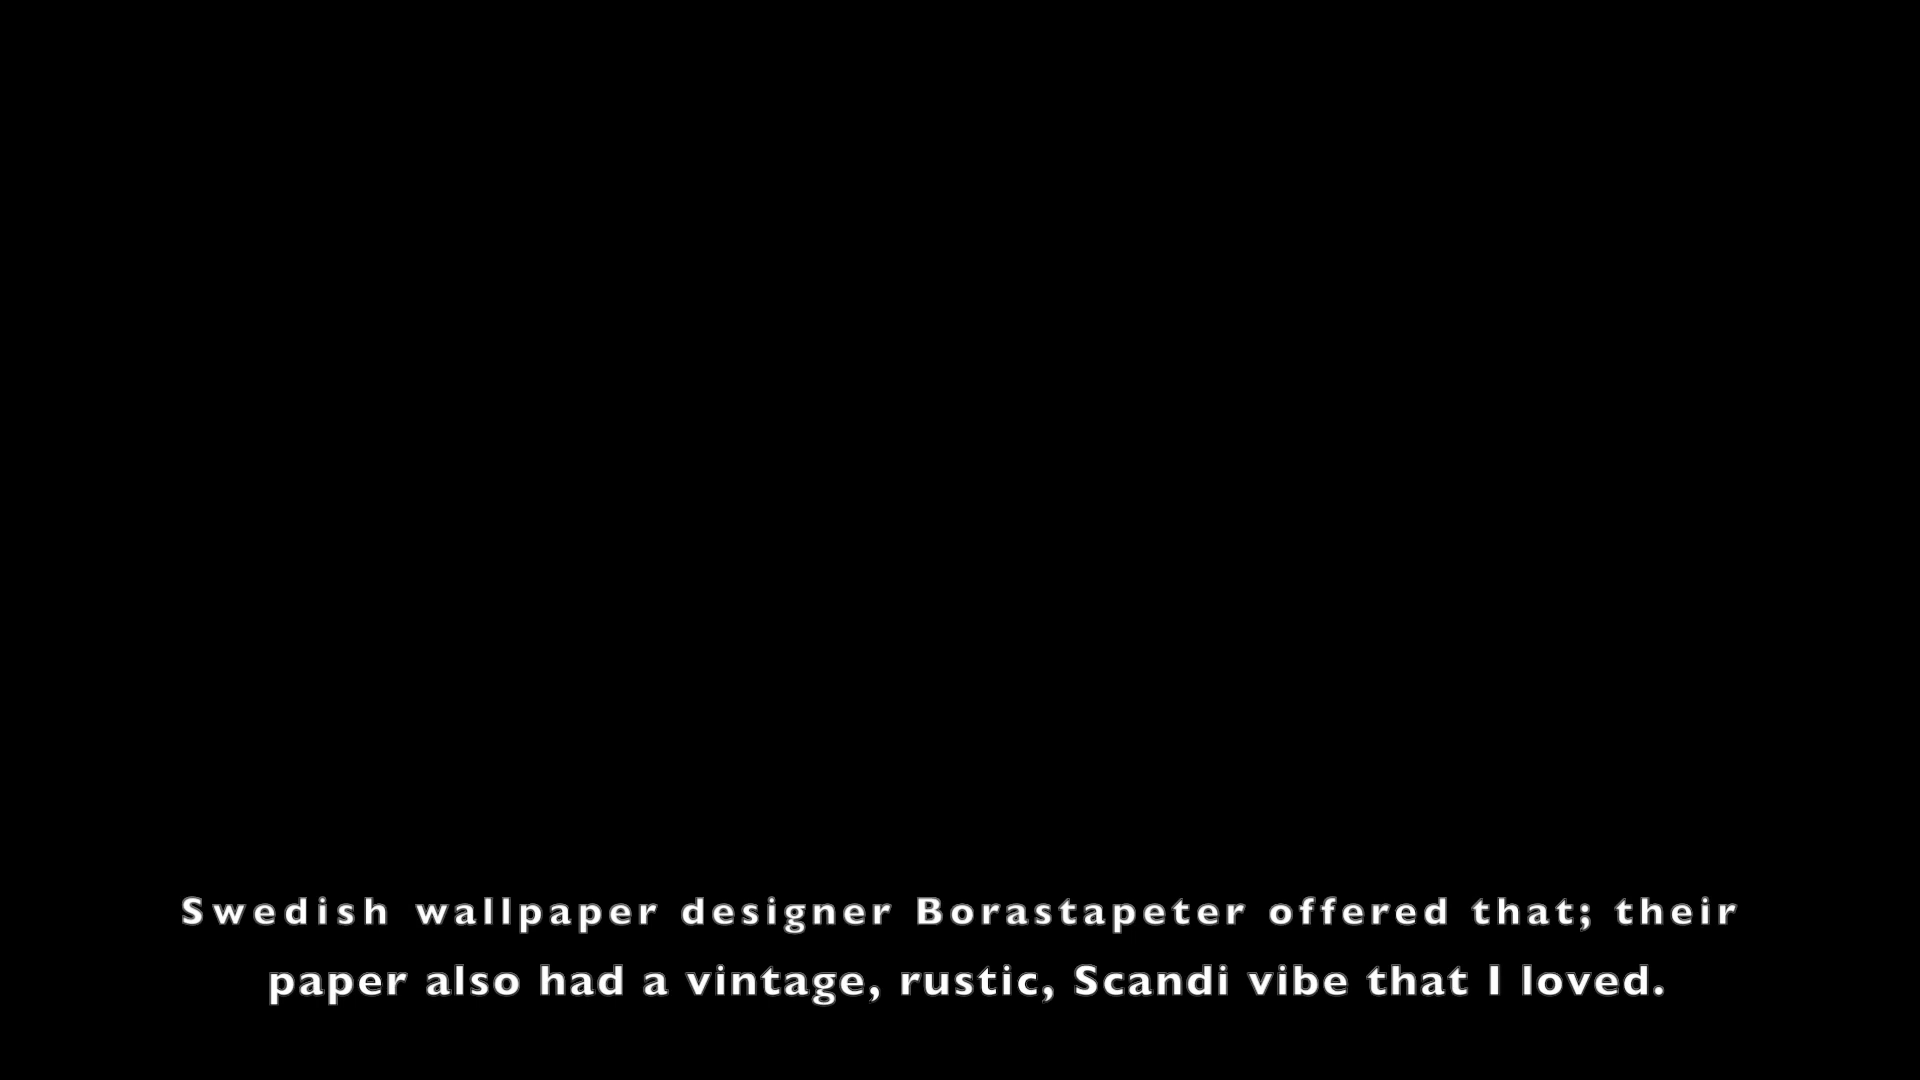 Swedish wallpaper designer Borastapeter offered that; their
paper also had a vintage, rustic, Scandi vibe that I loved.